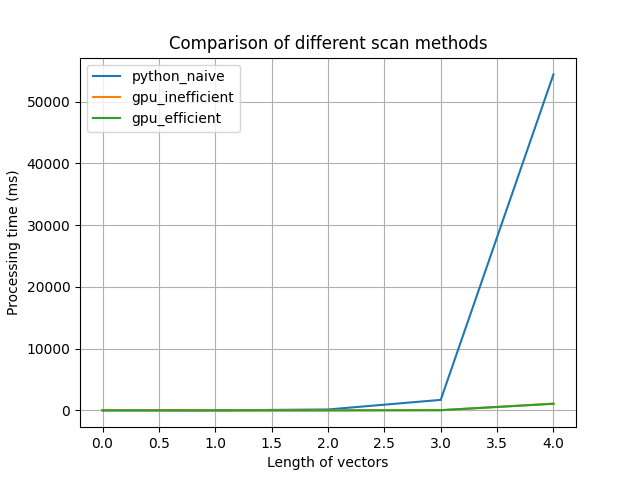 Comparison of different scan methods
python_naive
gpu_inefficient
gpu_efficient
Processing time (ms)
50000
40000
30000
20000
10000
0
0.0 0.5 1.0 1.5 2.0 2.5 3.0 3.5 4.0
Length of vectors